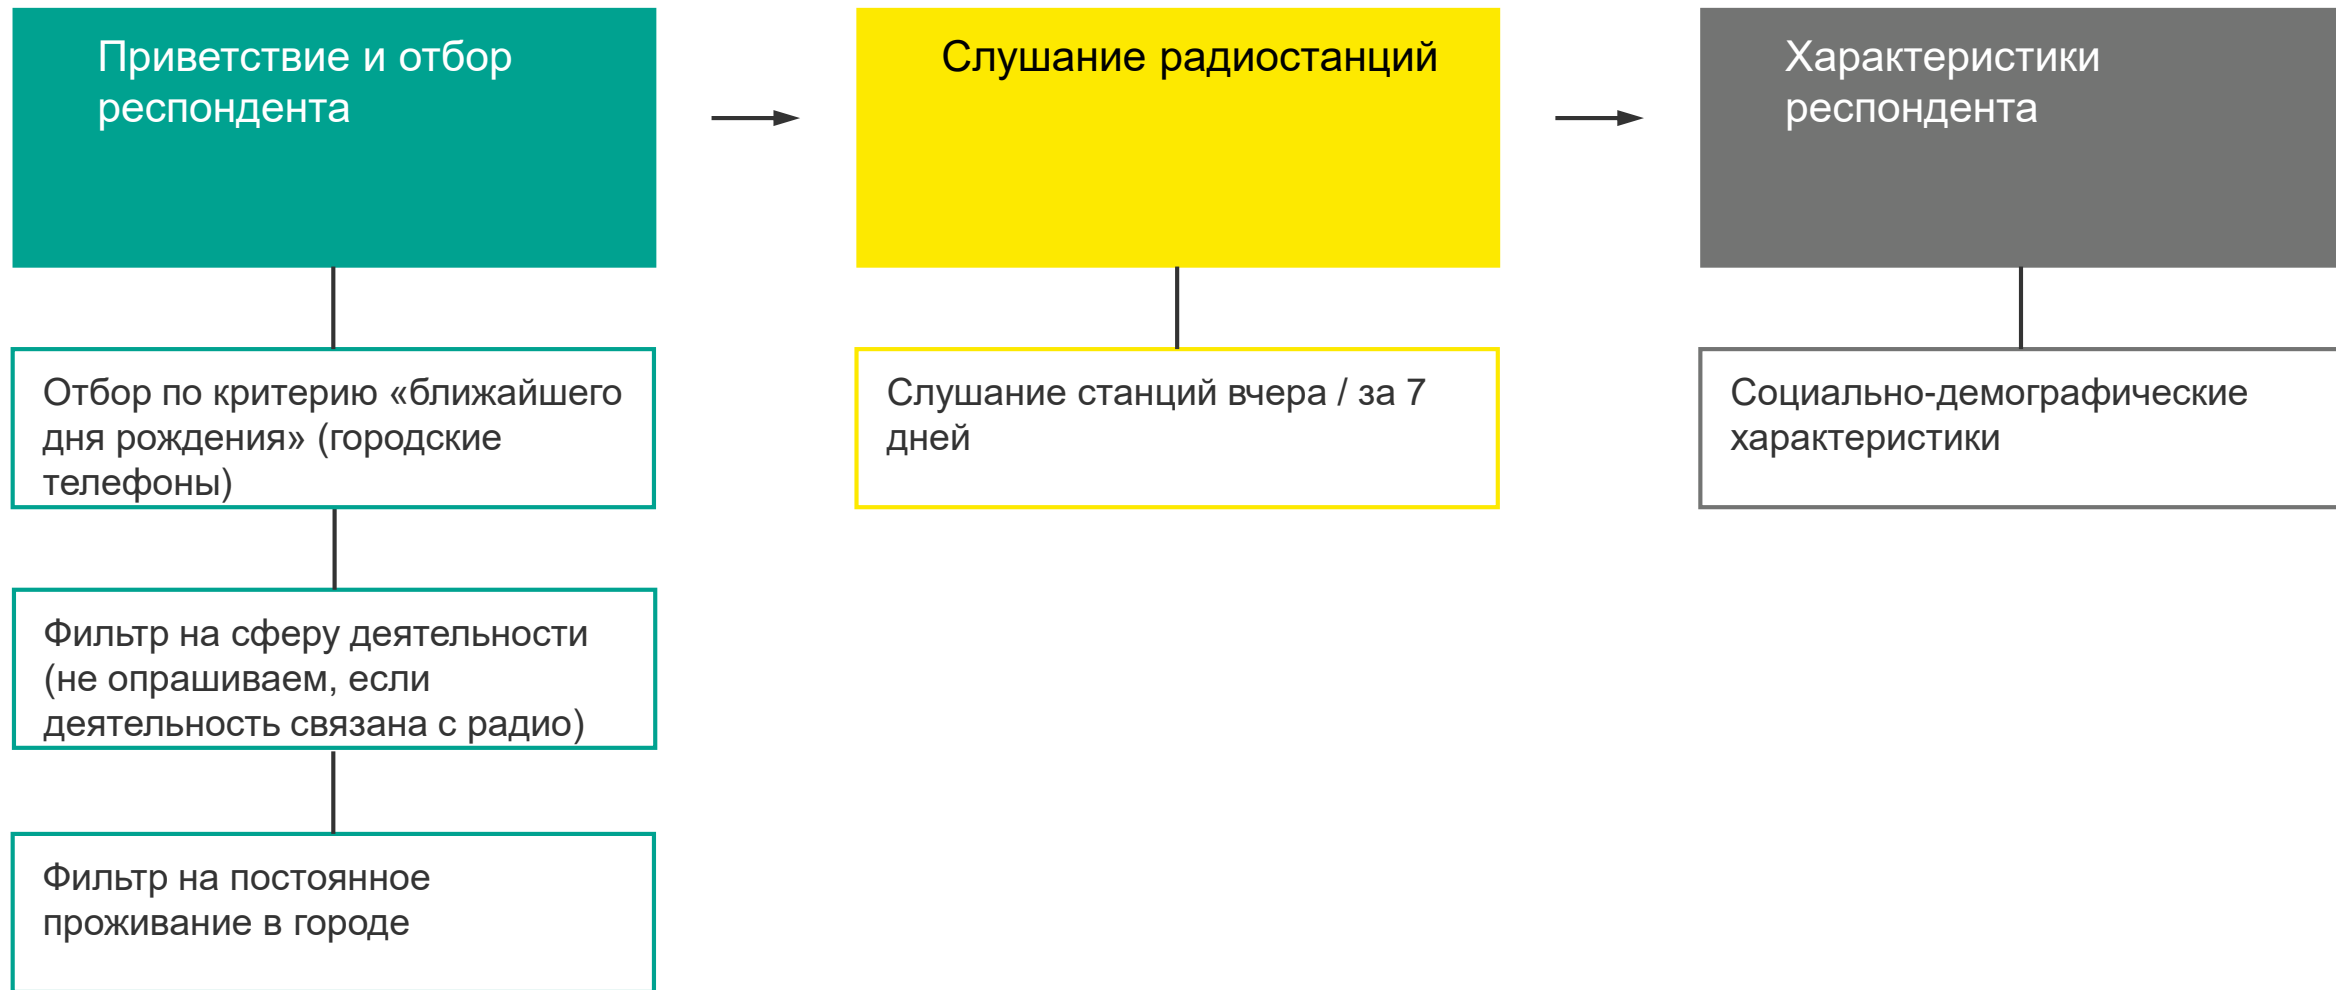 Приветствие и отбор
респондента
Слушание радиостанций
Характеристики
респондента
Отбор по критерию «ближайшего
дня рождения» (городские
телефоны)
Слушание станций вчера / за 7
дней
Социально-демографические
характеристики
Фильтр на сферу деятельности
(не опрашиваем, если
деятельность связана с радио)
Фильтр на постоянное
проживание в городе